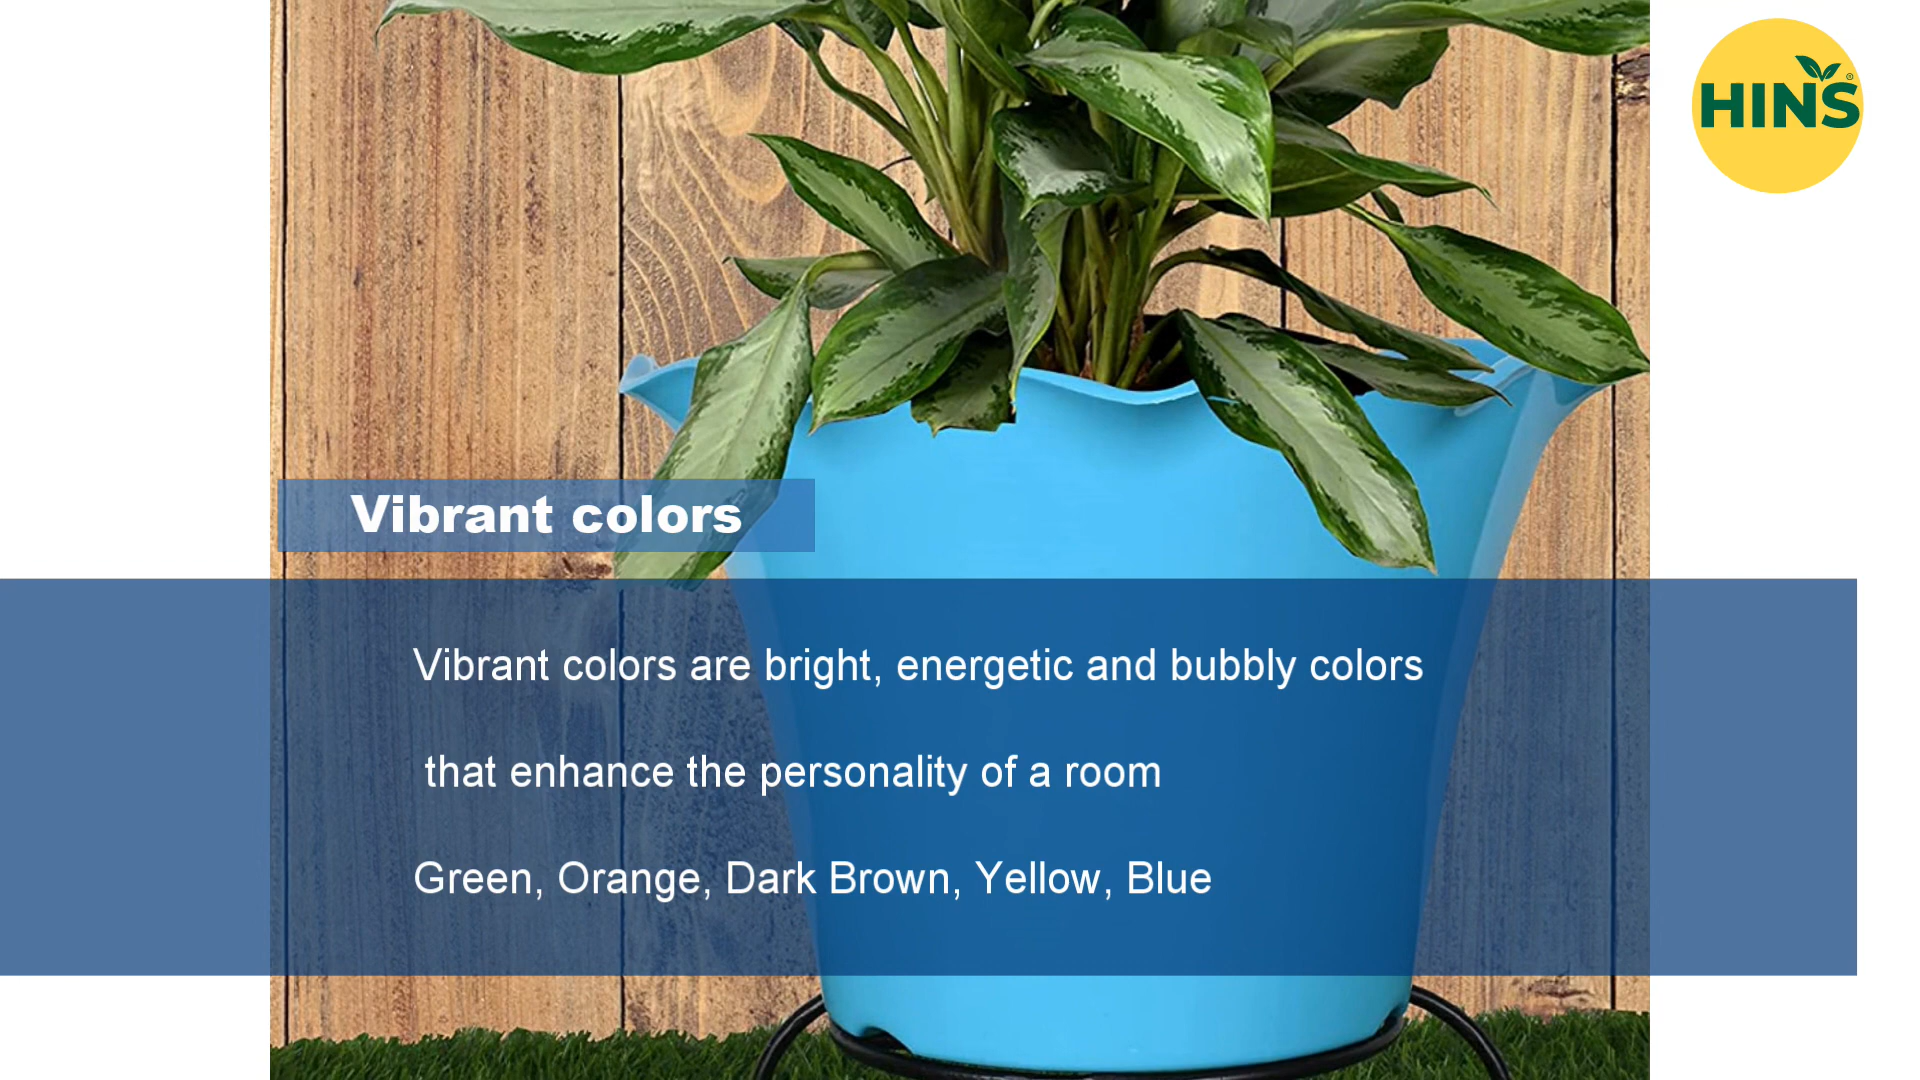 HINS®
Vibrant colors
Vibrant colors are bright, energetic and bubbly colors
that enhance the personality of a room
Green, Orange, Dark Brown, Yellow, Blue